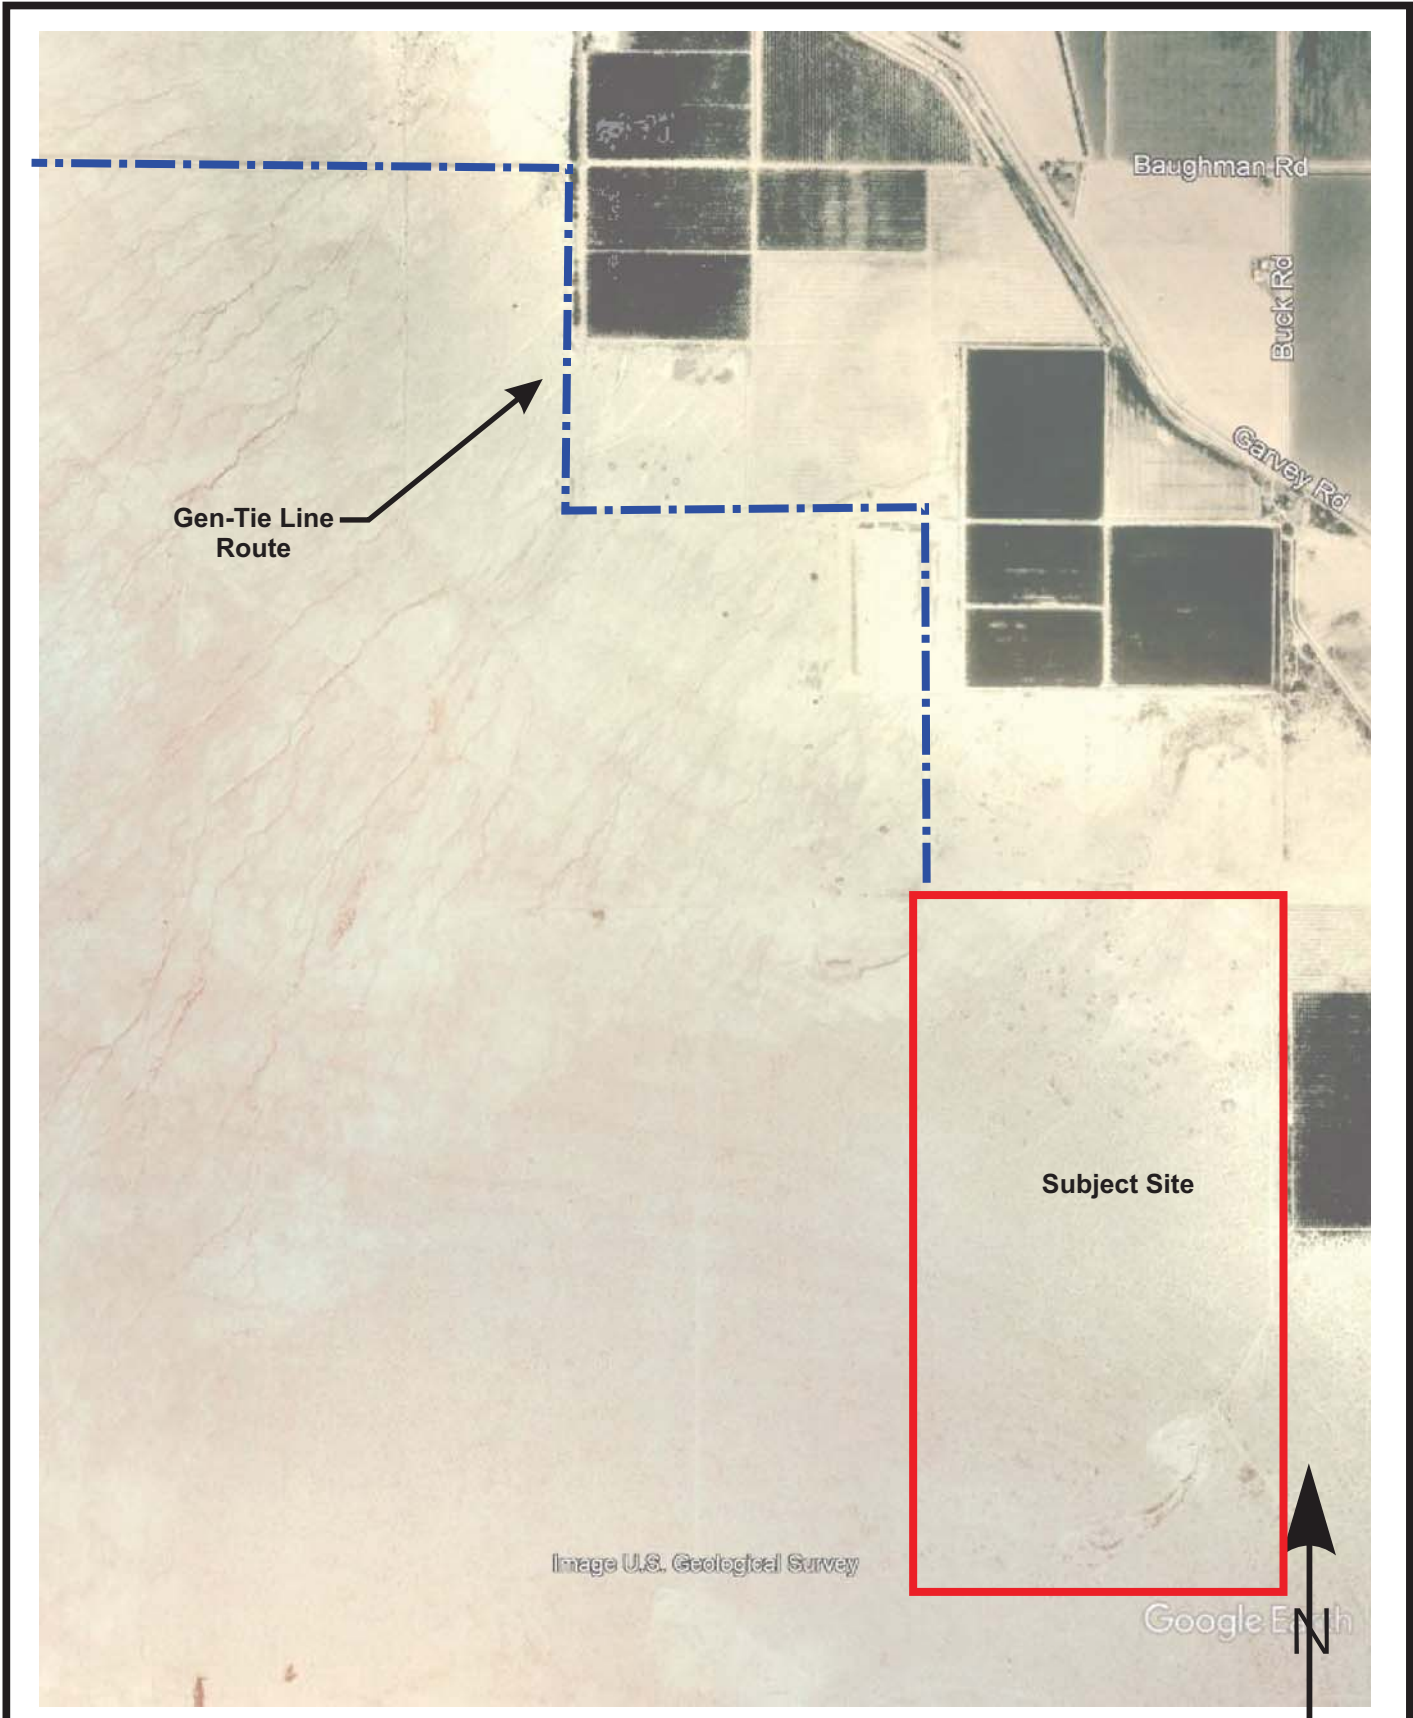 Baughman Rd
Buck Rd
Garvey Rd
Gen-Tie Line
Route
Subject Site
Image U.S. Geological Survey
Google Earth
N